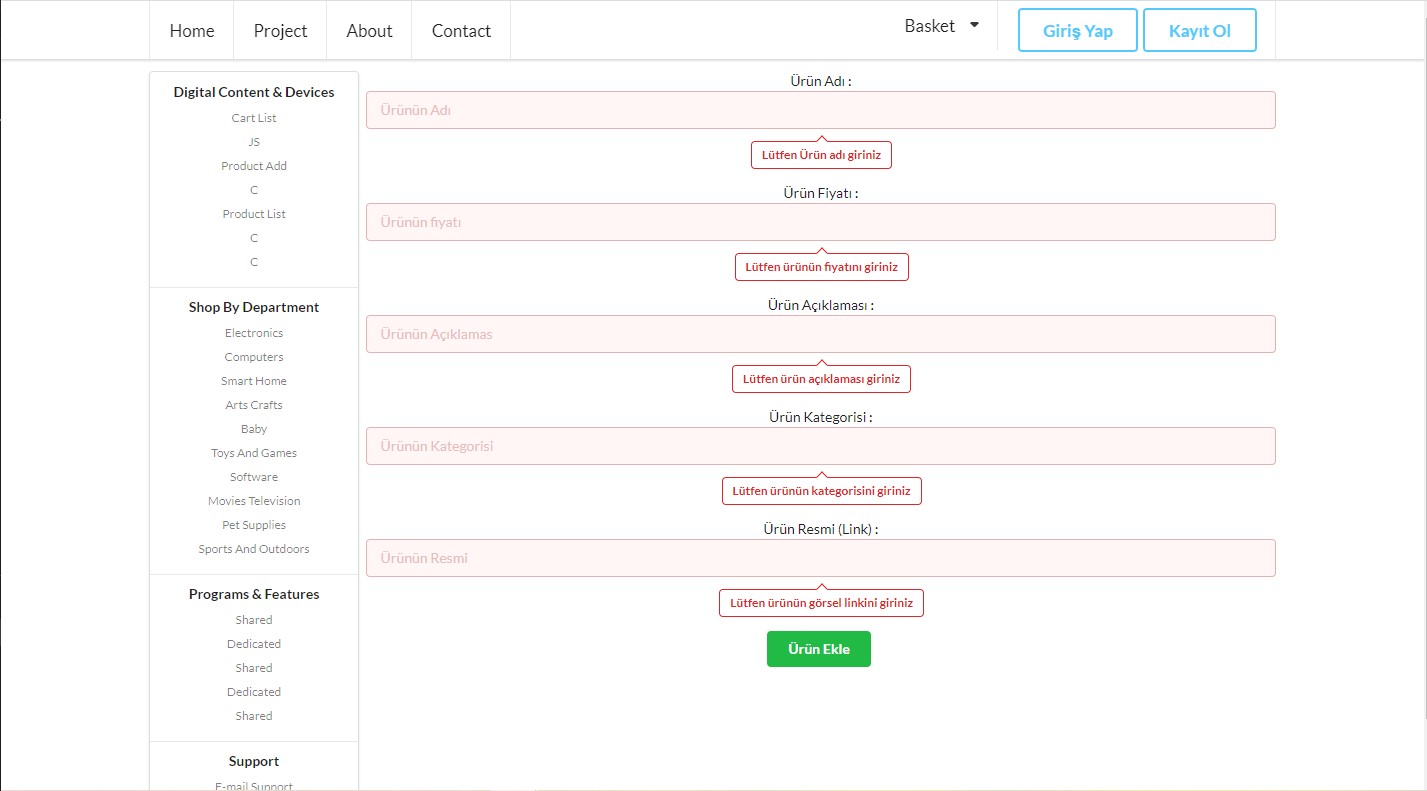 Home
Project
About
Contact
Basket
Giriş Yap
Kayıt Ol
Digital Content & Devices
Cart List
JS
Product Add
C
Product List
C
C
Shop By Department
Electronics
Computers
Smart Home
Arts Crafts
Baby
Toys And Games
Software
Movies Television
Pet Supplies
Sports And Outdoors
Programs & Features
Shared
Dedicated
Shared
Dedicated
Shared
Support
E-mail Support
Ürün Adı :
Ürünün Adı
Lütfen Ürün adı giriniz
Ürün Fiyatı :
Ürünün fiyatı
Lütfen ürünün fiyatını giriniz
Ürün Açıklaması :
Ürünün Açıklamas
Lütfen ürün açıklaması giriniz
Ürün Kategorisi :
Ürünün Kategorisi
Lütfen ürünün kategorisini giriniz
Ürün Resmi (Link) :
Ürünün Resmi
Lütfen ürünün görsel linkini giriniz
Ürün Ekle